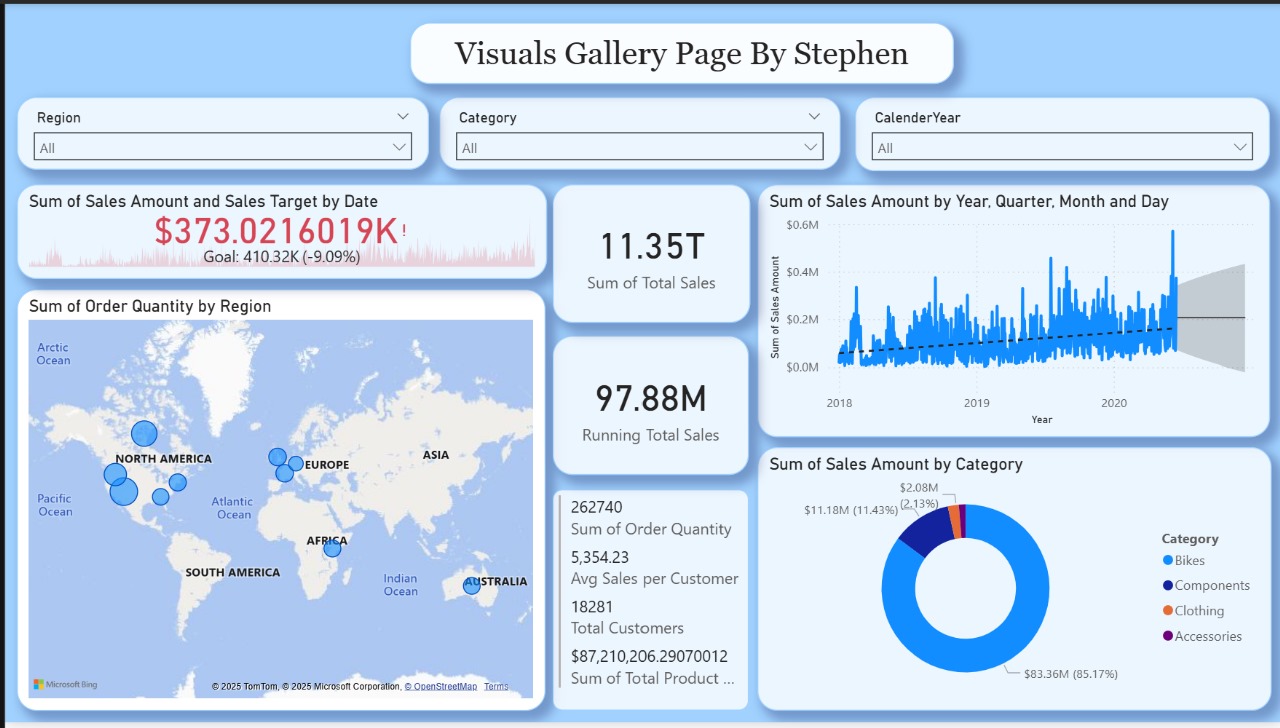 Visuals Gallery Page By Stephen
Region
All
Category
All
CalenderYear
All
Sum of Sales Amount and Sales Target by Date
$373.0216019K!
Goal: 410.32K (-9.09%)
11.35T
Sum of Total Sales
Sum of Sales Amount by Year, Quarter, Month and Day
Sum of Sales Amount
$0.6M
$0.4M
$0.2M
$0.0M
2018
2019
2020
Year
Sum of Order Quantity by Region
Arctic
Ocean
NORTH AMERICA
EUROPE
ASIA
Pacific
Ocean
Atlantic
Ocean
AFRICA
SOUTH AMERICA
Indian
Ocean
AUSTRALIA
Microsoft Bing
© 2025 TomTom, © 2025 Microsoft Corporation, © OpenStreetMap Terms
97.88M
Running Total Sales
262740
Sum of Order Quantity
5,354.23
Avg Sales per Customer
18281
Total Customers
$87,210,206.29070012
Sum of Total Product ...
Sum of Sales Amount by Category
$2.08M
(2.13%)
$11.18M (11.43%)
$83.36M (85.17%)
Category
Bikes
Components
Clothing
Accessories